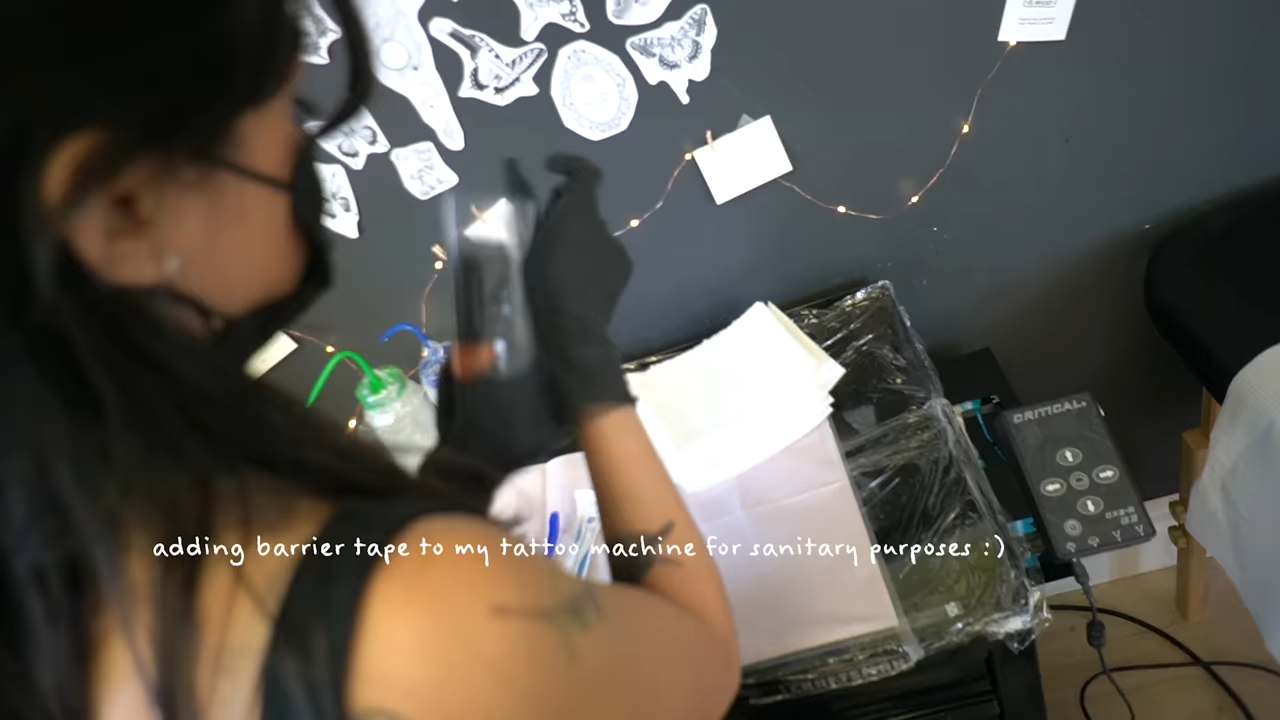 CRITICAL
adding barrier tape to my tattoo machine for sanitary purposes :)